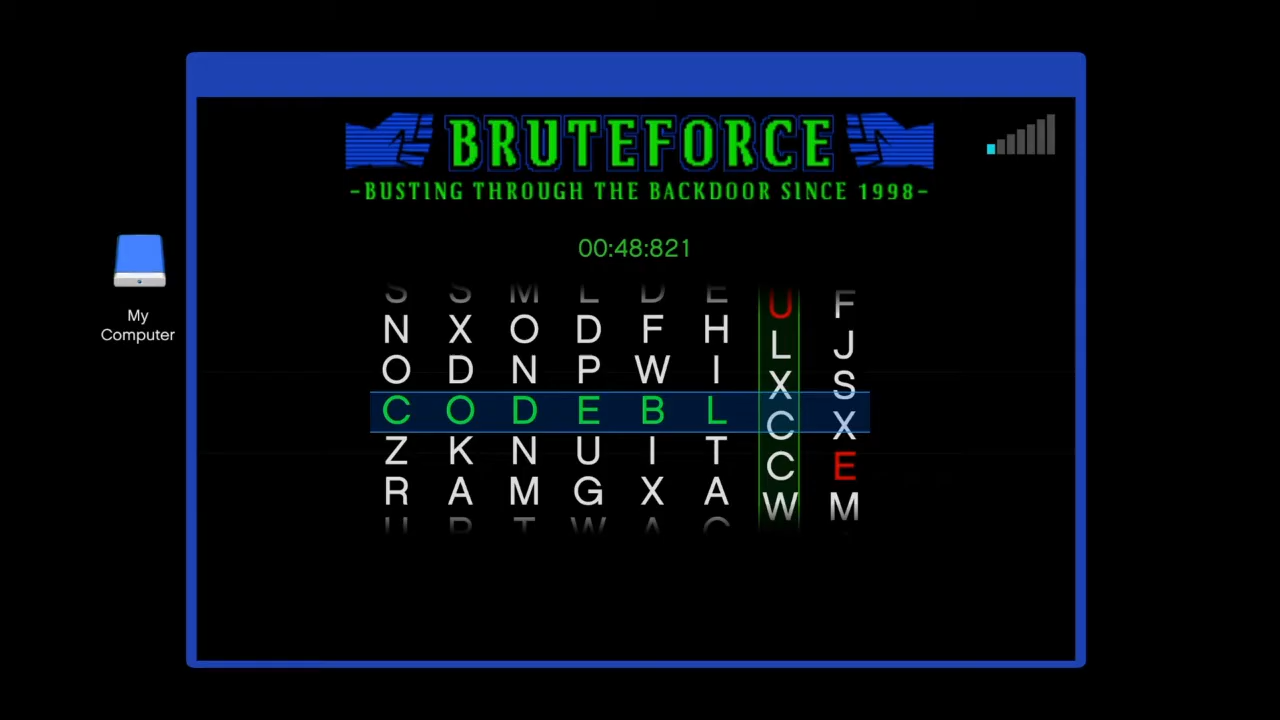 BRUTEFORCE
-BUSTING THROUGH THE BACKDOOR SINCE 1998-
00:48:821
S S M L D E U F
N X O D F H L J
O D N P W I X S
C O D E B L C X
Z K N U I T C E
R A M G X A W M
My
Computer